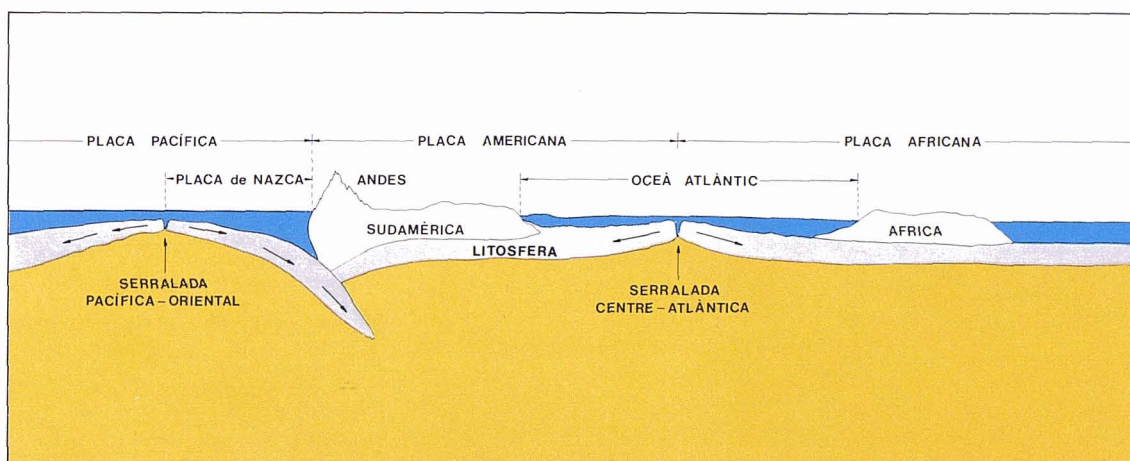 PLACA PACÍFICA
PLACA AMERICANA
PLACA AFRICANA
PLACA de NAZCA
ANDES
OCEÀ ATLÀNTIC
SUDAMÈRICA
AFRICA
LITOSFERA
SERRALADA
PACÍFICA-ORIENTAL
SERRALADA
CENTRE-ATLÀNTICA